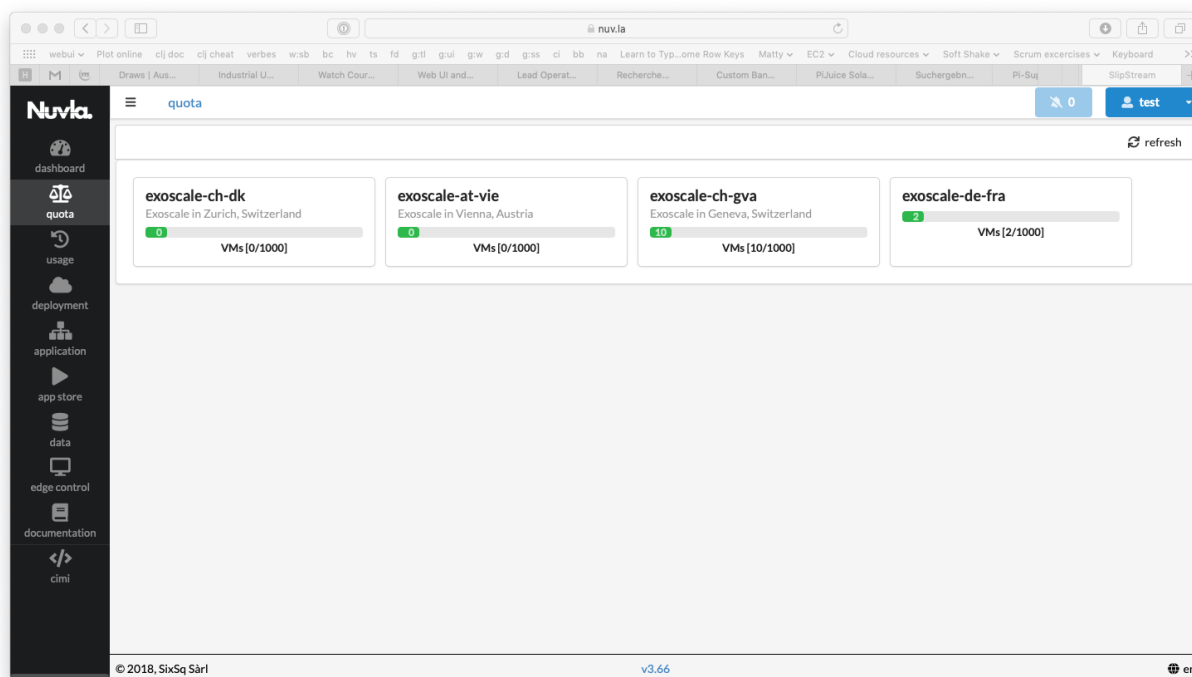 nuv.la
webui Plot online clj doc clj cheat verbes w:sb bc hv ts fd g:tl g:ui g:w g:d g:ss ci bb na Learn to Typ...ome Row Keys Matty EC2 Cloud resources Soft Shake Scrum excercises Keyboard
H M Draws | Aus... Industrial U... Watch Cour... Web UI and... Lead Operat... Recherche... Custom Ban... PiJuice Sola... Suchergebn... Pi-Su SlipStream
Nuvla.
quota
0
test
refresh
dashboard
quota
usage
deployment
application
app store
data
edge control
documentation
cimi
exoscale-ch-dk
Exoscale in Zurich, Switzerland
0
VMs [0/1000]
exoscale-at-vie
Exoscale in Vienna, Austria
0
VMs [0/1000]
exoscale-ch-gva
Exoscale in Geneva, Switzerland
10
VMs [10/1000]
exoscale-de-fra
2
VMs [2/1000]
© 2018, SixSq Sàrl
v3.66
en